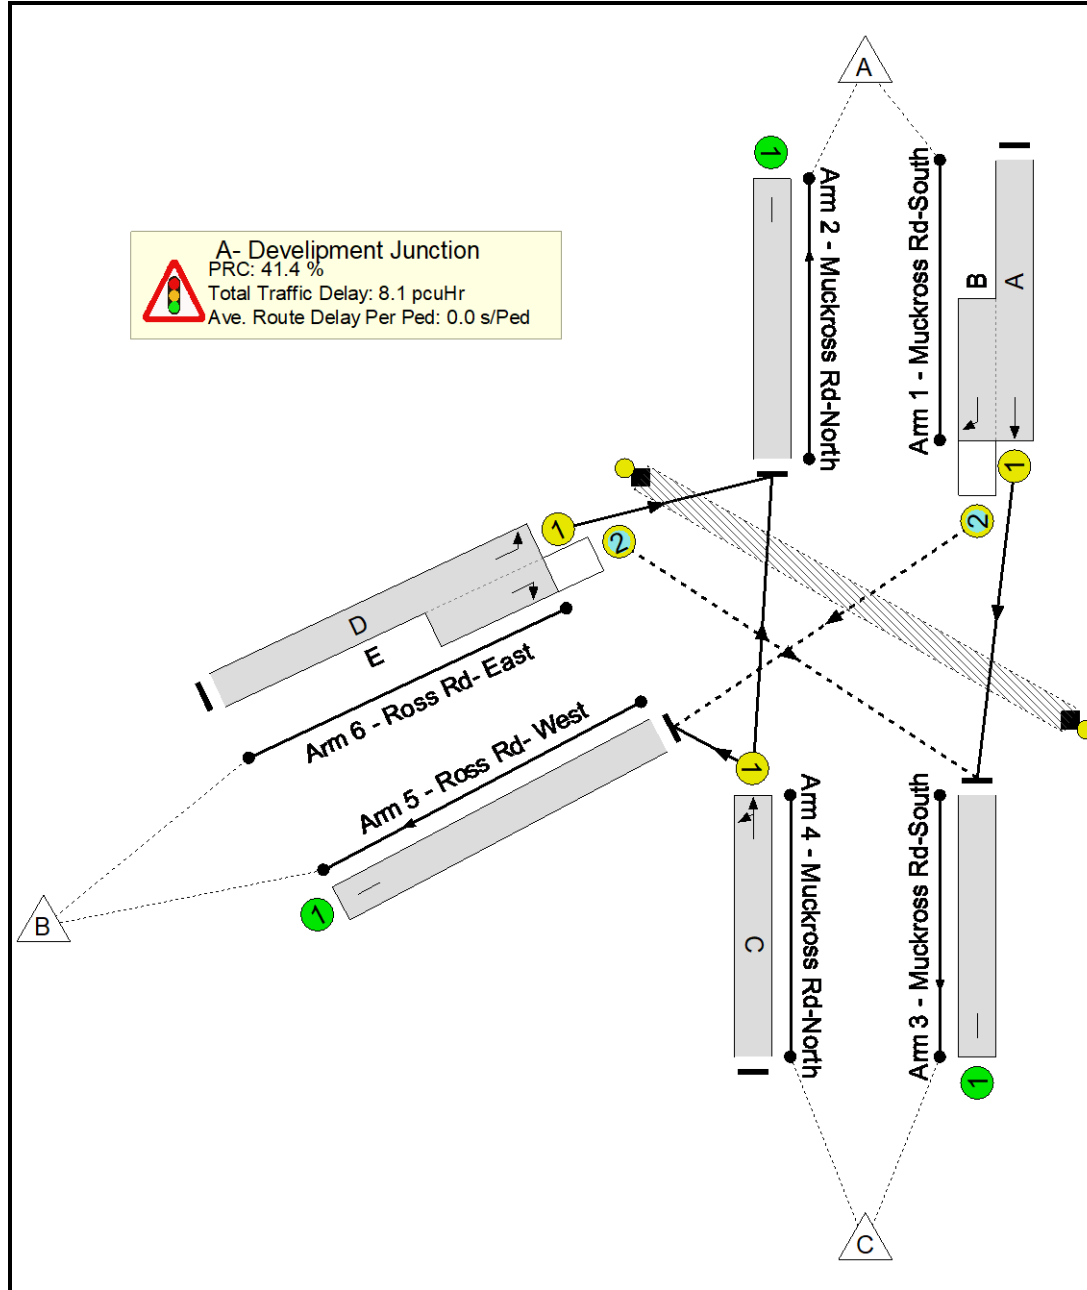 A
1
Arm 2 - Muckross Rd-North
Arm 1 - Muckross Rd-South
B
A
A- Develipment Junction
PRC: 41.4 %
Total Traffic Delay: 8.1 pcuHr
Ave. Route Delay Per Ped: 0.0 s/Ped
1
2
1
2
D
E
Arm 6 - Ross Rd- East
Arm 5 - Ross Rd- West
1
B
1
C
Arm 4 - Muckross Rd-North
Arm 3 - Muckross Rd-South
1
C